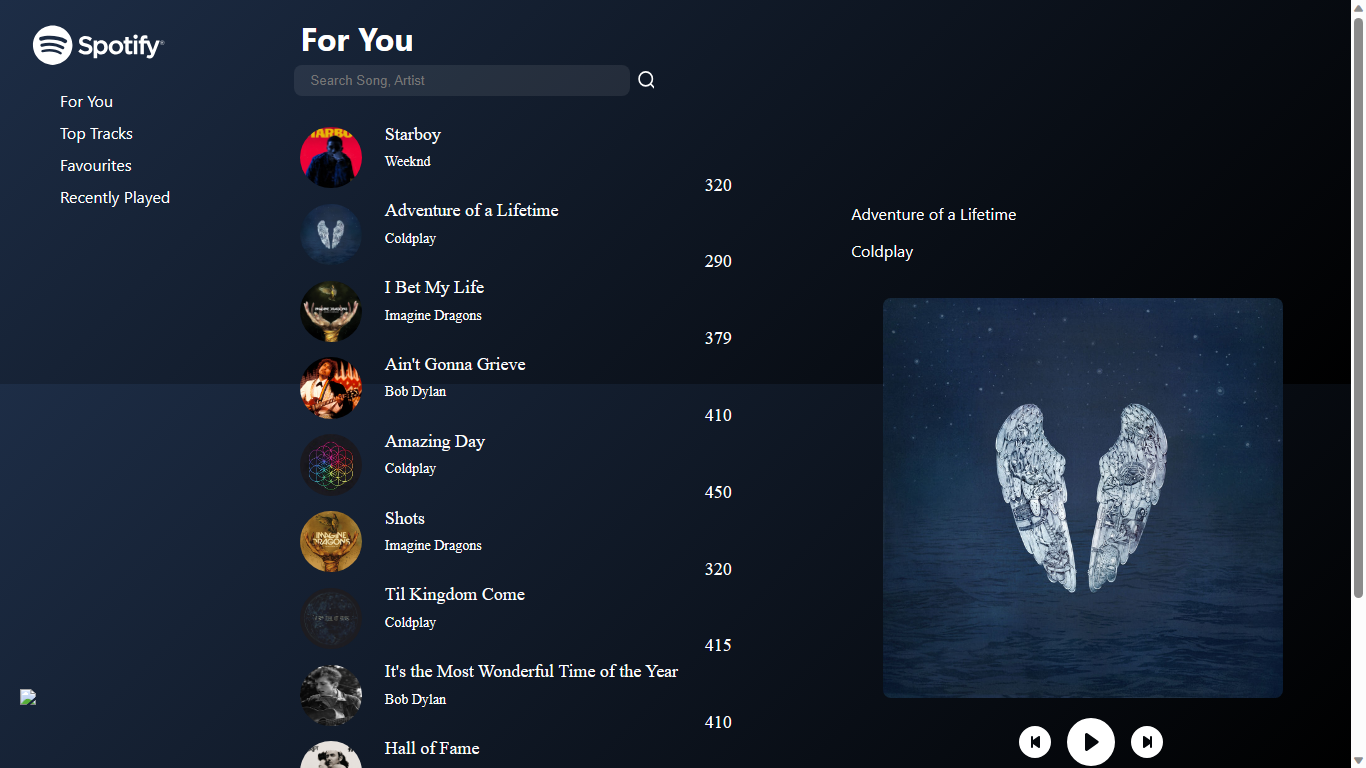 Spotify®
For You
Top Tracks
Favourites
Recently Played
For You
Search Song, Artist
Starboy
Weeknd
320
Adventure of a Lifetime
Coldplay
290
I Bet My Life
Imagine Dragons
379
Ain't Gonna Grieve
Bob Dylan
410
Amazing Day
Coldplay
450
IMAGINE
DRAGONS
Shots
Imagine Dragons
320
Til Kingdom Come
Coldplay
415
It's the Most Wonderful Time of the Year
Bob Dylan
410
Hall of Fame
Adventure of a Lifetime
Coldplay